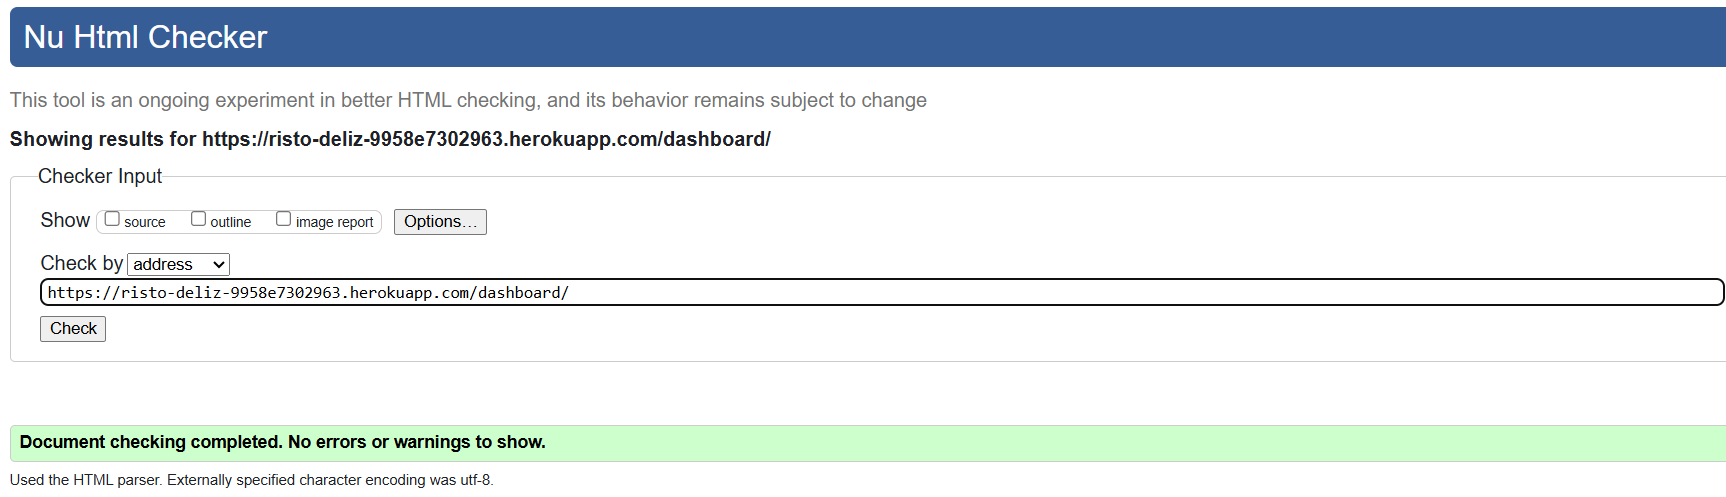 Nu Html Checker
This tool is an ongoing experiment in better HTML checking, and its behavior remains subject to change
Showing results for https://risto-deliz-9958e7302963.herokuapp.com/dashboard/
Checker Input
Show source outline image report Options...
Check by address
https://risto-deliz-9958e7302963.herokuapp.com/dashboard/
Check
Document checking completed. No errors or warnings to show.
Used the HTML parser. Externally specified character encoding was utf-8.